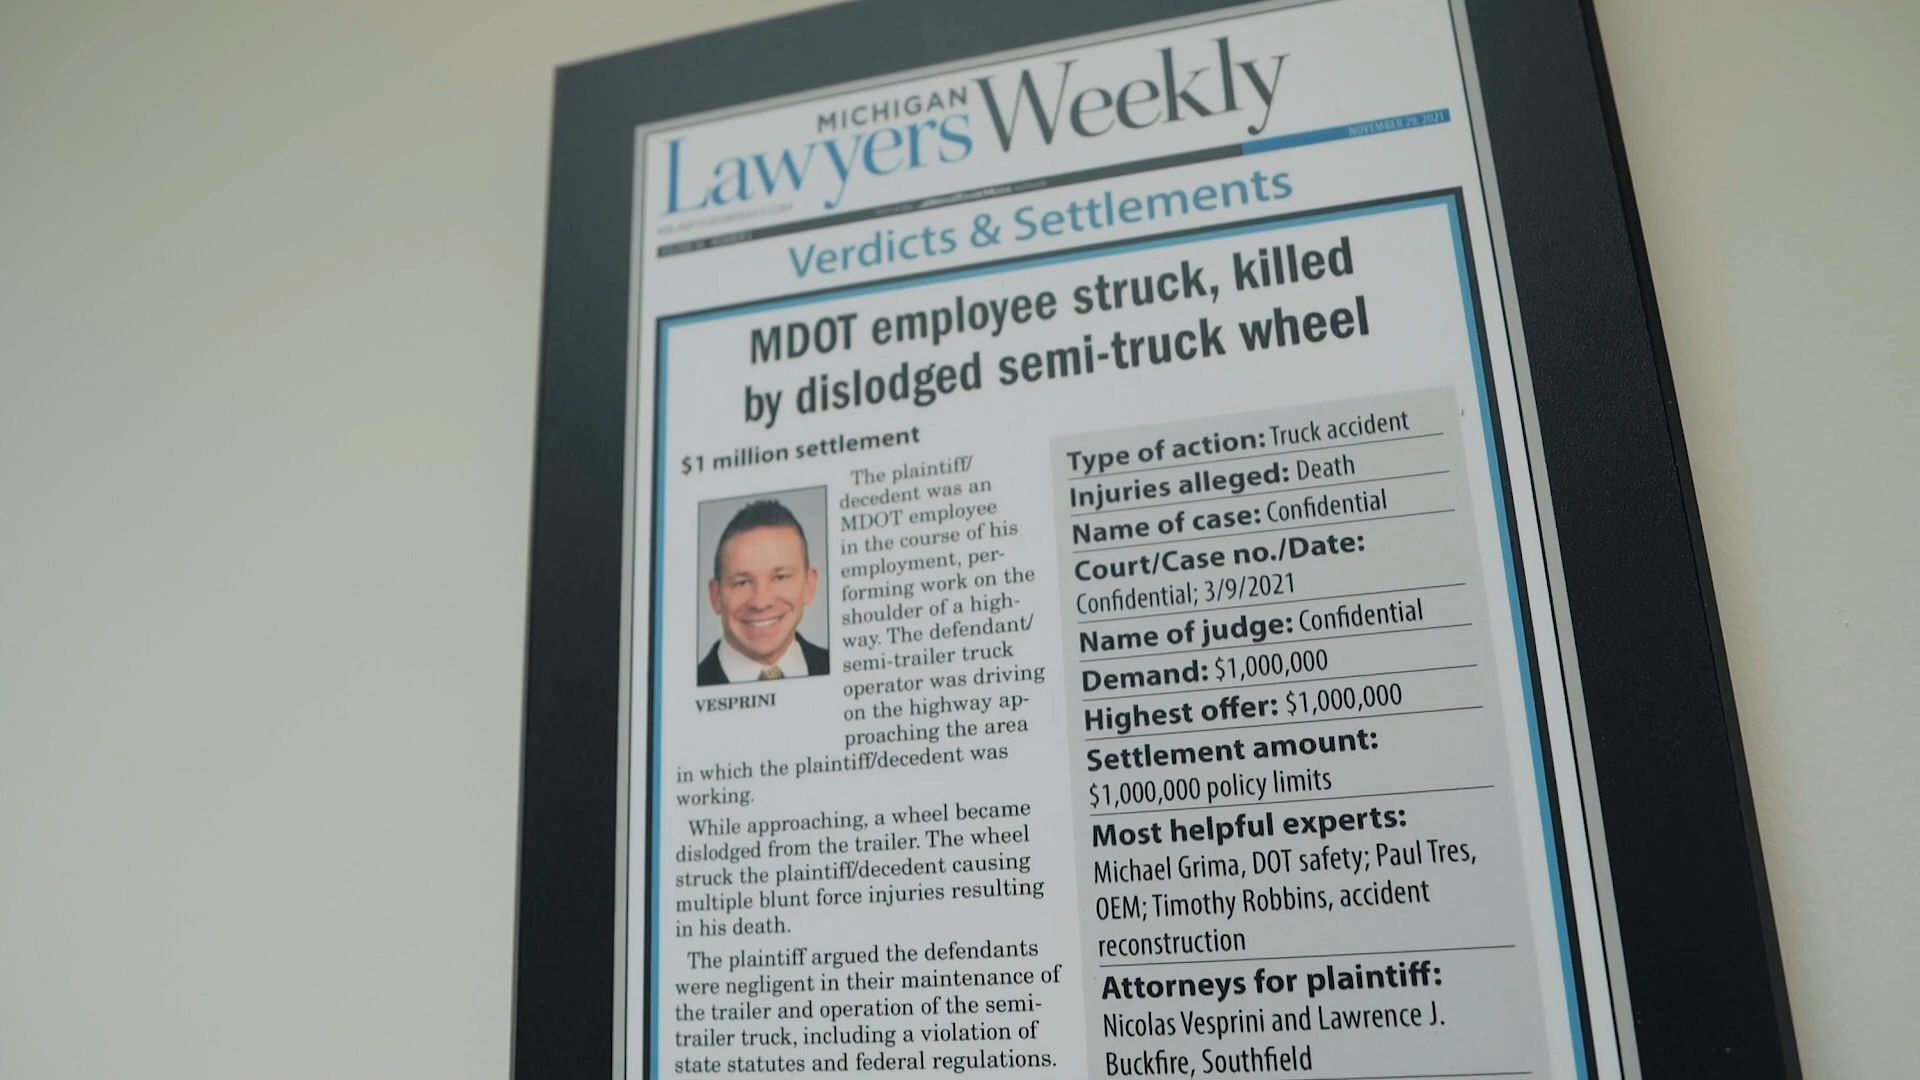 MICHIGAN
Lawyers Weekly
NOVEMBER 29, 2021
Verdicts & Settlements
MDOT employee struck, killed
by dislodged semi-truck wheel
$1 million settlement
The plaintiff/
decedent was an
MDOT employee
in the course of his
employment, per-
forming work on the
shoulder of a high-
way. The defendant/
semi-trailer truck
operator was driving
on the highway ap-
proaching the area
VESPRINI
in which the plaintiff/decedent was
working.
While approaching, a wheel became
dislodged from the trailer. The wheel
struck the plaintiff/decedent causing
multiple blunt force injuries resulting
in his death.
The plaintiff argued the defendants
were negligent in their maintenance of
the trailer and operation of the semi-
trailer truck, including a violation of
state statutes and federal regulations.
Type of action: Truck accident
Injuries alleged: Death
Name of case: Confidential
Court/Case no./Date:
Confidential; 3/9/2021
Name of judge: Confidential
Demand: $1,000,000
Highest offer: $1,000,000
Settlement amount:
$1,000,000 policy limits
Most helpful experts:
Michael Grima, DOT safety; Paul Tres,
OEM; Timothy Robbins, accident
reconstruction
Attorneys for plaintiff:
Nicolas Vesprini and Lawrence J.
Buckfire, Southfield